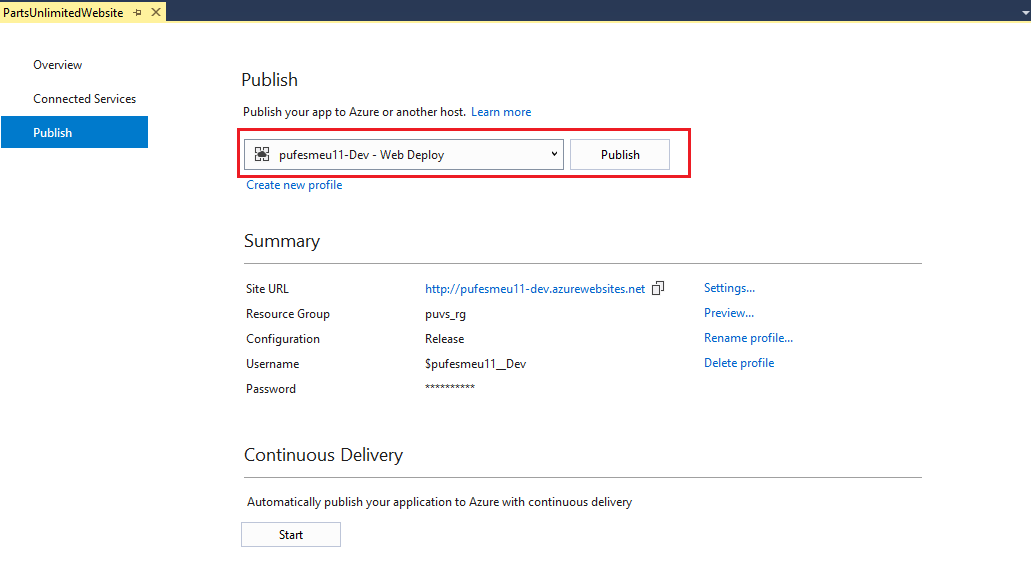 PartsUnlimitedWebsite
Overview
Connected Services
Publish
Publish
Publish your app to Azure or another host. Learn more
pufesmeu11-Dev - Web Deploy
Publish
Create new profile
Summary
Site URL http://pufesmeu11-dev.azurewebsites.net Settings...
Resource Group puvs_rg Preview...
Configuration Release Rename profile...
Username $pufesmeu11__Dev Delete profile
Password **********
Continuous Delivery
Automatically publish your application to Azure with continuous delivery
Start